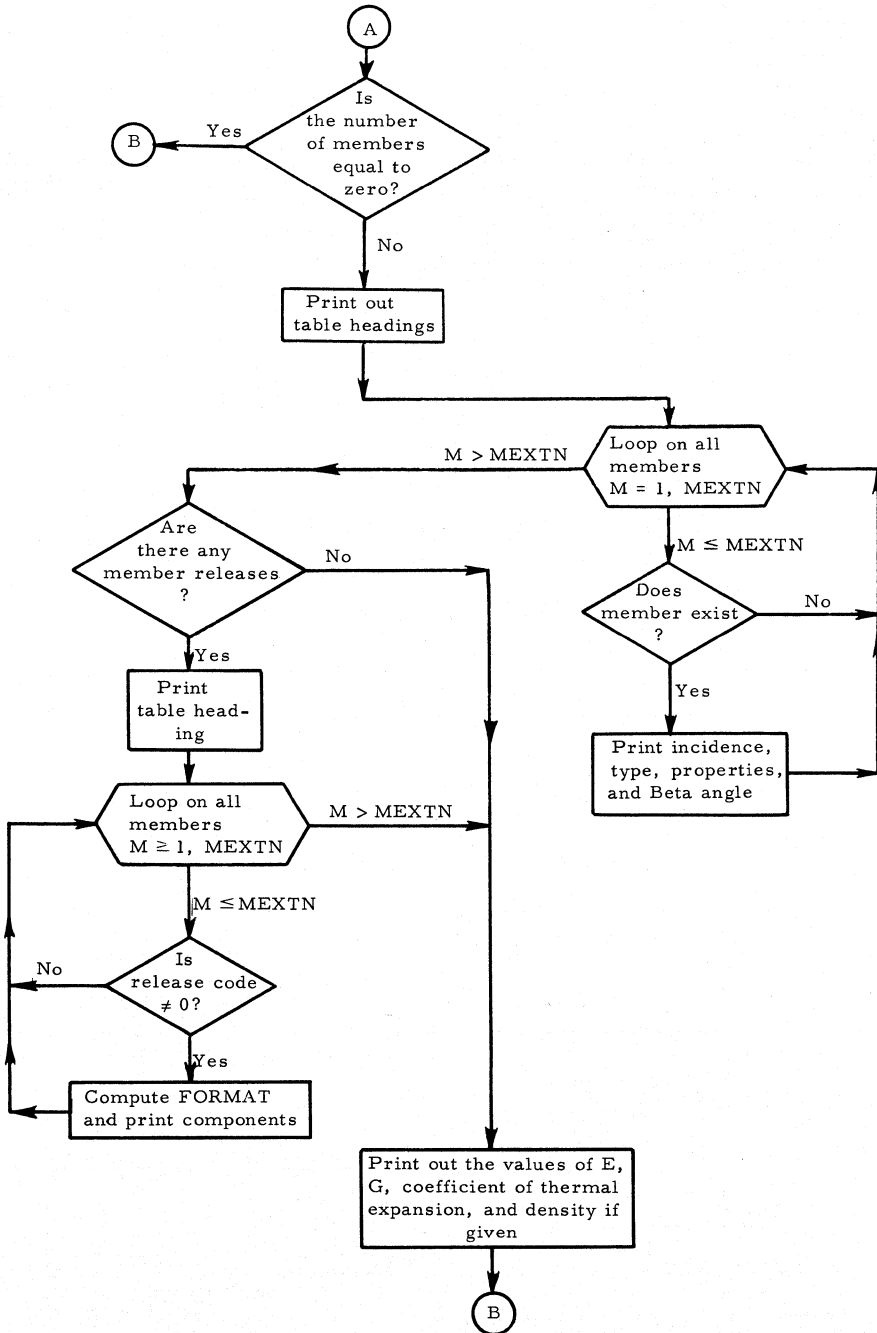 A
Is
the number
of members
equal to
zero?
Yes
B
No
Print out
table headings
Loop on all
members
M = 1, MEXTN
M > MEXTN
M ≤ MEXTN
Does
member exist
?
No
Yes
Print incidence,
type, properties,
and Beta angle
Are
there any
member releases
?
No
Yes
Print
table head-
ing
Loop on all
members
M ≥ 1, MEXTN
M > MEXTN
M ≤ MEXTN
Is
release code
≠ 0?
No
Yes
Compute FORMAT
and print components
Print out the values of E,
G, coefficient of thermal
expansion, and density if
given
B